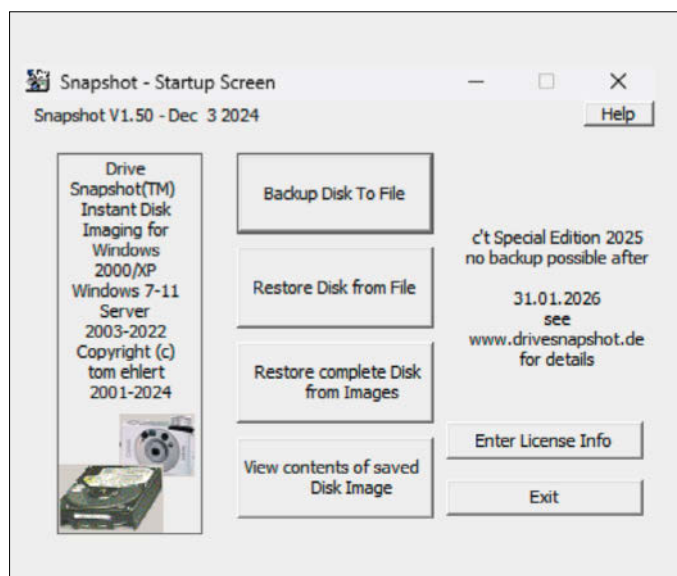 Snapshot - Startup Screen
Snapshot V1.50 - Dec  3 2024
Help
Drive
Snapshot(TM)
Instant Disk
Imaging for
Windows
2000/XP
Windows 7-11
Server
2003-2022
Copyright (c)
tom ehlert
2001-2024
Backup Disk To File
Restore Disk from File
Restore complete Disk
from Images
View contents of saved
Disk Image
c't Special Edition 2025
no backup possible after
31.01.2026
see
www.drivesnapshot.de
for details
Enter License Info
Exit